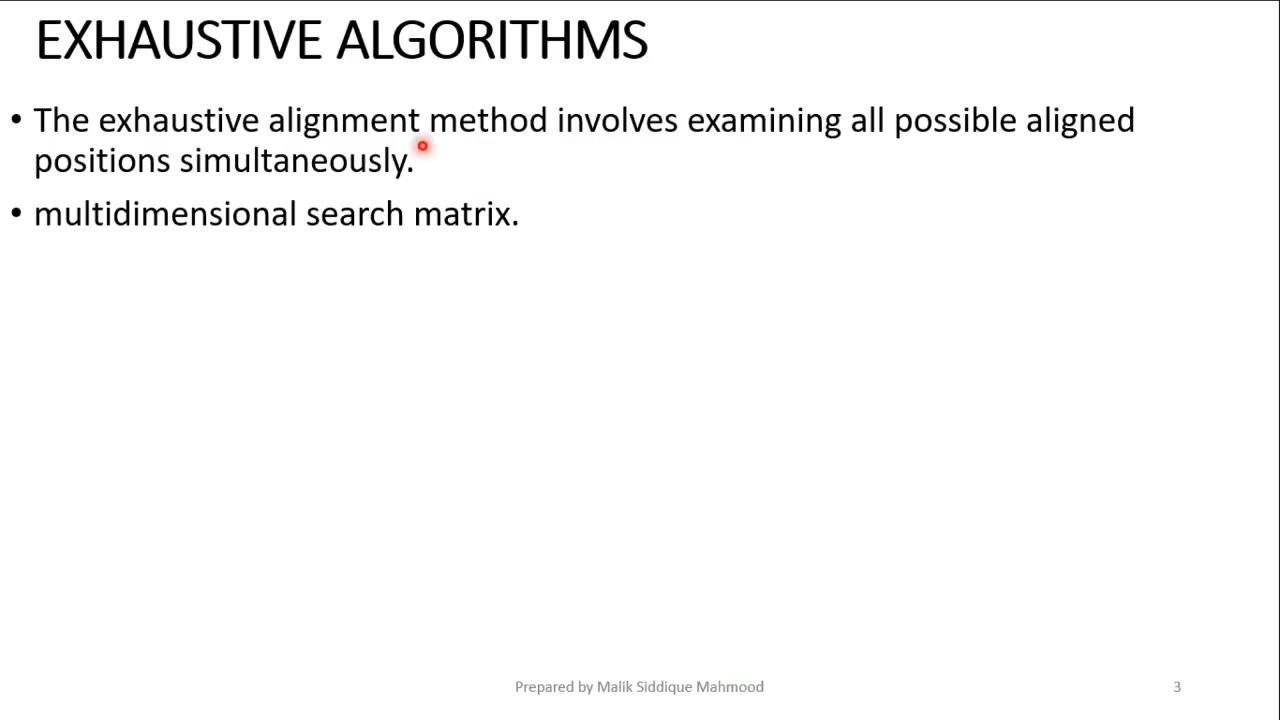 EXHAUSTIVE ALGORITHMS
• The exhaustive alignment method involves examining all possible aligned
positions simultaneously.
• multidimensional search matrix.
Prepared by Malik Siddique Mahmood
3